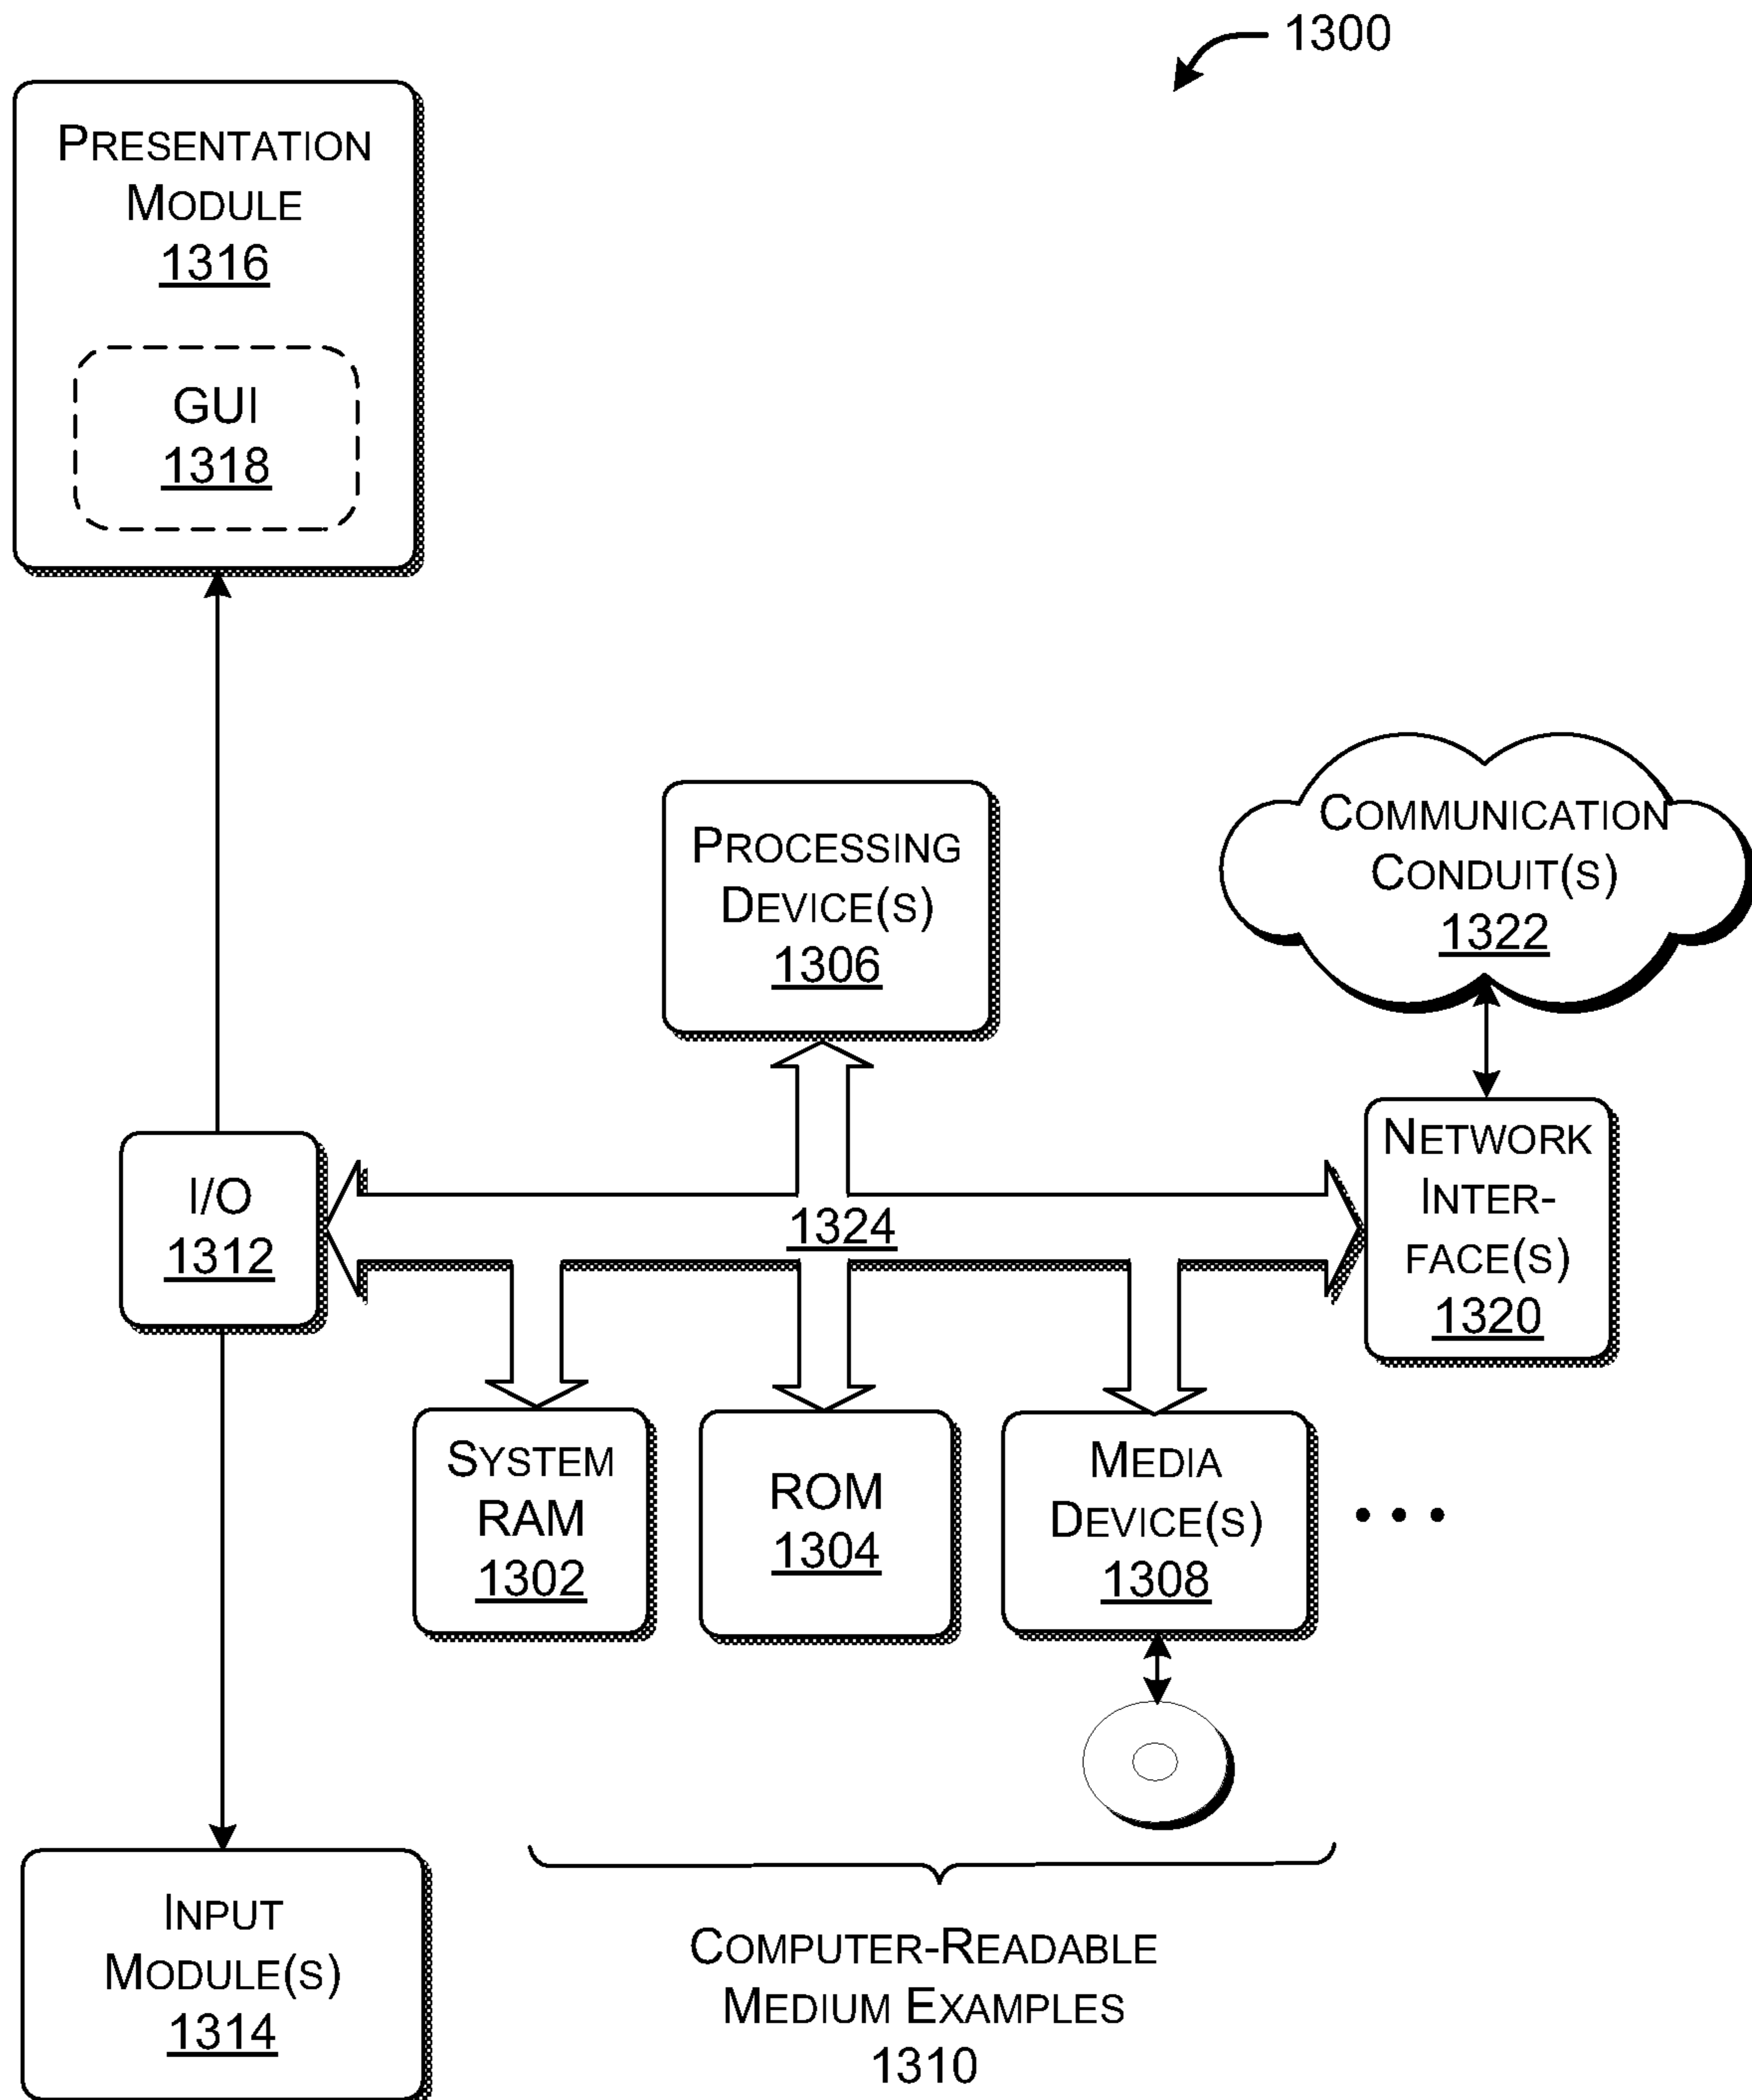 1300
PRESENTATION
MODULE
1316
GUI
1318
PROCESSING
DEVICE(S)
1306
COMMUNICATION
CONDUIT(S)
1322
I/O
1312
1324
NETWORK
INTER-
FACE(S)
1320
SYSTEM
RAM
1302
ROM
1304
MEDIA
DEVICE(S)
1308
• • •
INPUT
MODULE(S)
1314
COMPUTER-READABLE
MEDIUM EXAMPLES
1310